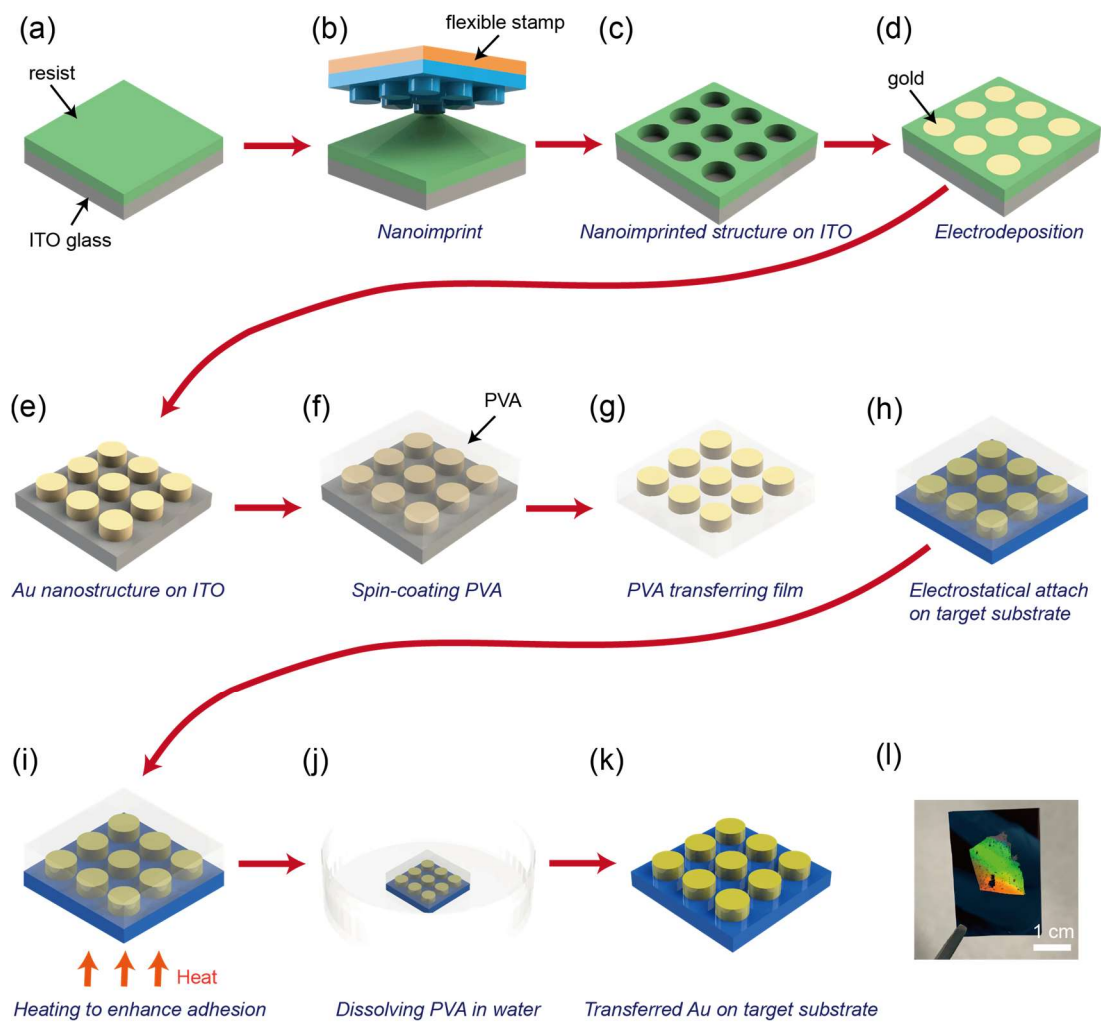 (a)
(b)
flexible stamp
(c)
(d)
resist
gold
ITO glass
Nanoimprint
Nanoimprinted structure on ITO
Electrodeposition
(e)
(f)
PVA
(g)
(h)
Au nanostructure on ITO
Spin-coating PVA
PVA transferring film
Electrostatical attach
on target substrate
(i)
(j)
(k)
(l)
1 cm
Heat
Heating to enhance adhesion
Dissolving PVA in water
Transferred Au on target substrate